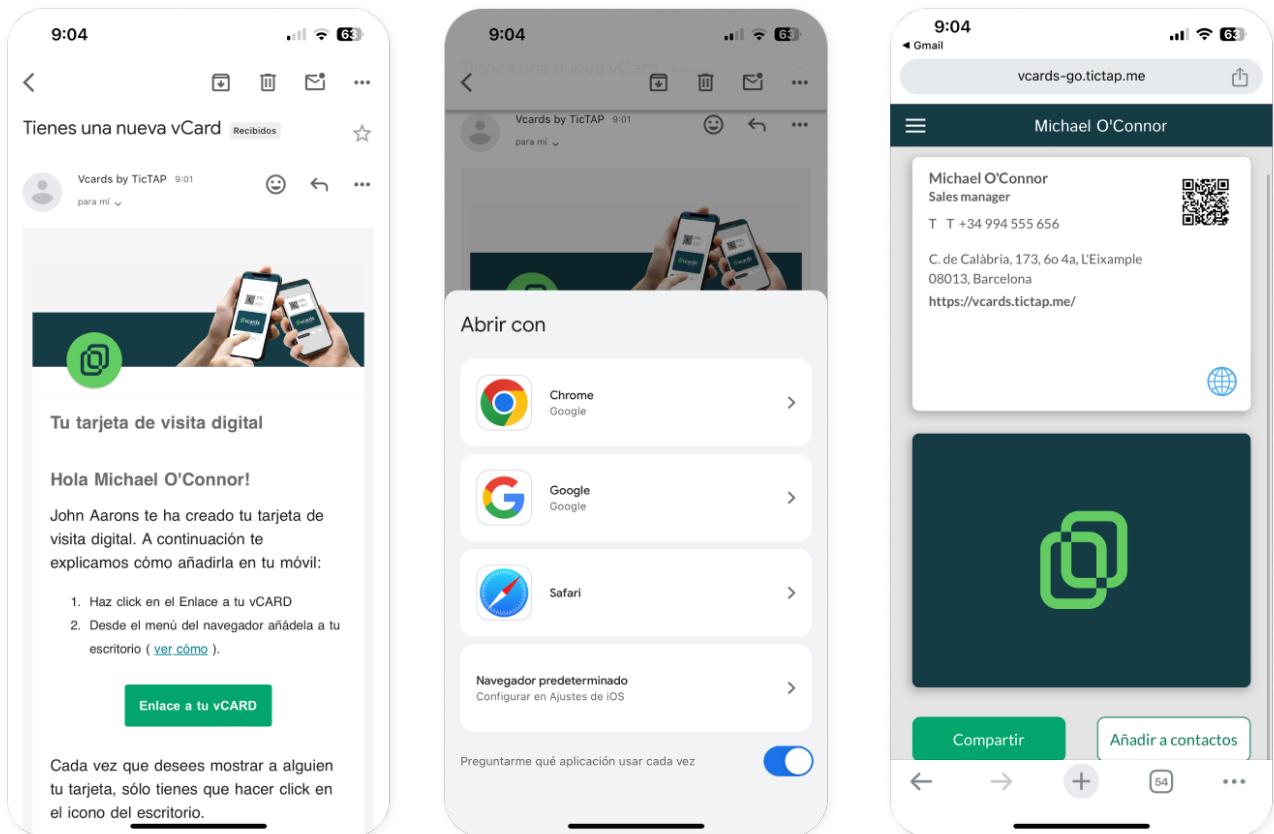 9:04
63
Tienes una nueva vCard Recibidos
Vcards by TicTAP 9:01
para mí
Tu tarjeta de visita digital
Hola Michael O'Connor!
John Aarons te ha creado tu tarjeta de
visita digital. A continuación te
explicamos cómo añadirla en tu móvil:
1. Haz click en el Enlace a tu vCARD
2. Desde el menú del navegador añádela a tu
escritorio ( ver cómo ).
Enlace a tu vCARD
Cada vez que desees mostrar a alguien
tu tarjeta, sólo tienes que hacer click en
el icono del escritorio.
9:04
63
Tienes una nueva vCard
Vcards by TicTAP 9:01
para mí
Abrir con
Chrome
Google
Google
Google
Safari
Navegador predeterminado
Configurar en Ajustes de iOS
Preguntarme qué aplicación usar cada vez
9:04
63
Gmail
vcards-go.tictap.me
Michael O'Connor
Michael O'Connor
Sales manager
T T +34 994 555 656
C. de Calàbria, 173, 6o 4a, L'Eixample
08013, Barcelona
https://vcards.tictap.me/
Compartir
Añadir a contactos
54